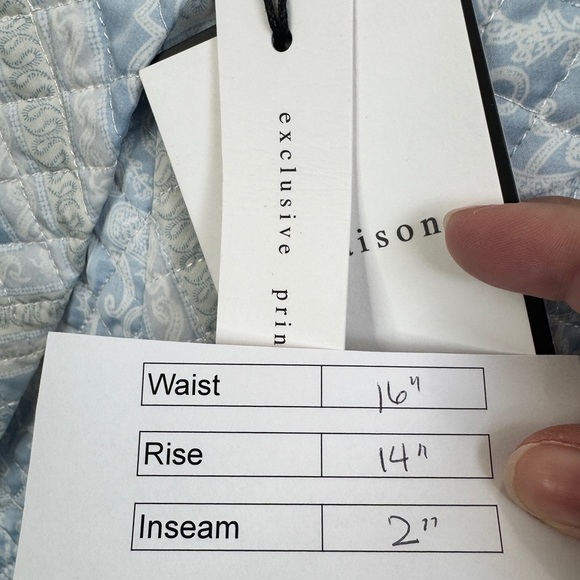 exclusive prin
ison
Waist 16"
Rise 14"
Inseam 2"